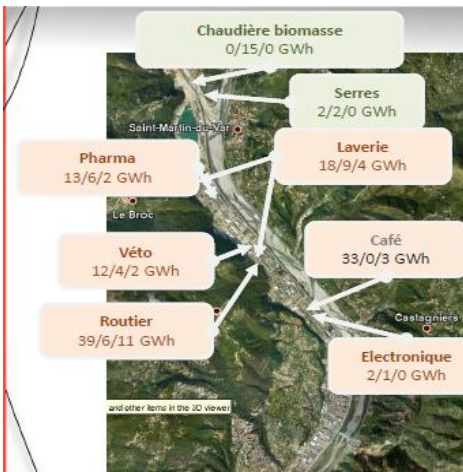 Chaudière biomasse
0/15/0 GWh
Serres
2/2/0 GWh
Saint-Martin-du-Var
Pharma
13/6/2 GWh
Laverie
18/9/4 GWh
Le Broc
Véto
12/4/2 GWh
Café
33/0/3 GWh
Routier
39/6/11 GWh
Castagniers
Electronique
2/1/0 GWh
and other items in the 3D viewer